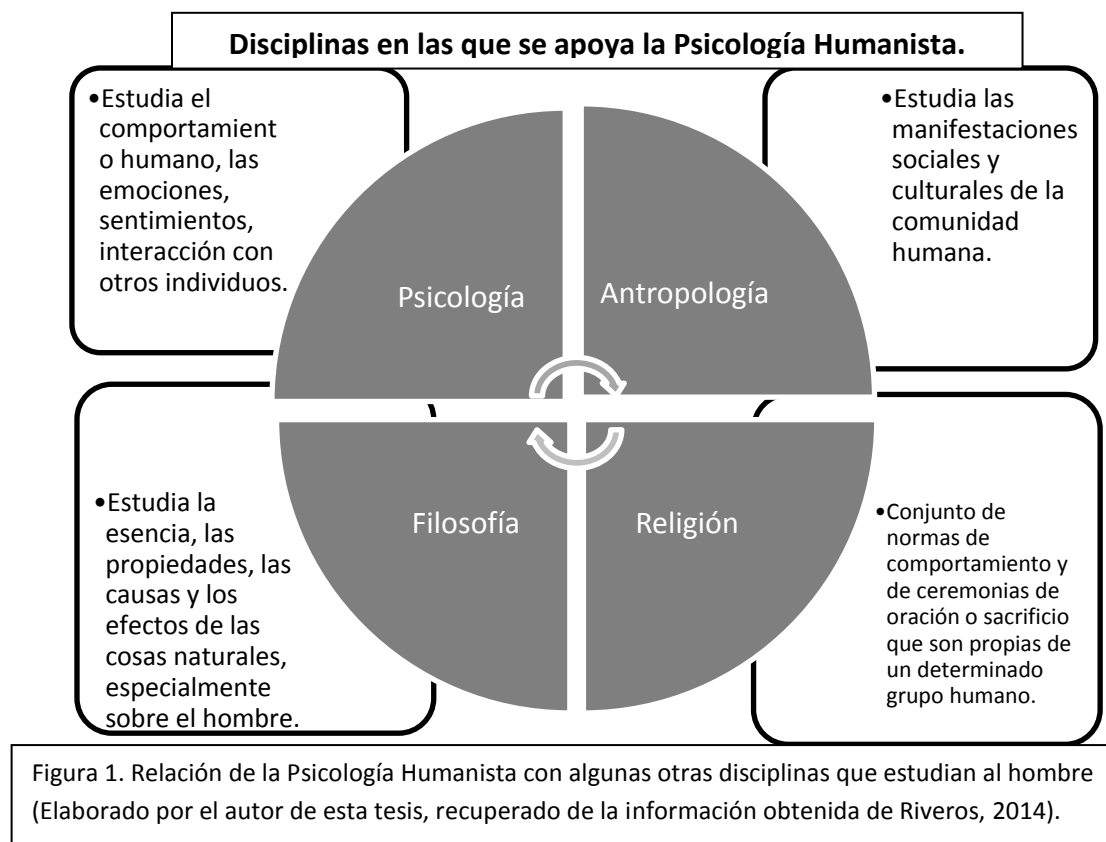 Disciplinas en las que se apoya la Psicología Humanista.
•Estudia el
comportamient
o humano, las
emociones,
sentimientos,
interacción con
otros individuos.
Psicología
•Estudia las
manifestaciones
sociales y
culturales de la
comunidad
humana.
Antropología
•Estudia la
esencia, las
propiedades, las
causas y los
efectos de las
cosas naturales,
especialmente
sobre el hombre.
Filosofía
•Conjunto de
normas de
comportamiento y
de ceremonias de
oración o sacrificio
que son propias de
un determinado
grupo humano.
Religión
Figura 1. Relación de la Psicología Humanista con algunas otras disciplinas que estudian al hombre
(Elaborado por el autor de esta tesis, recuperado de la información obtenida de Riveros, 2014).